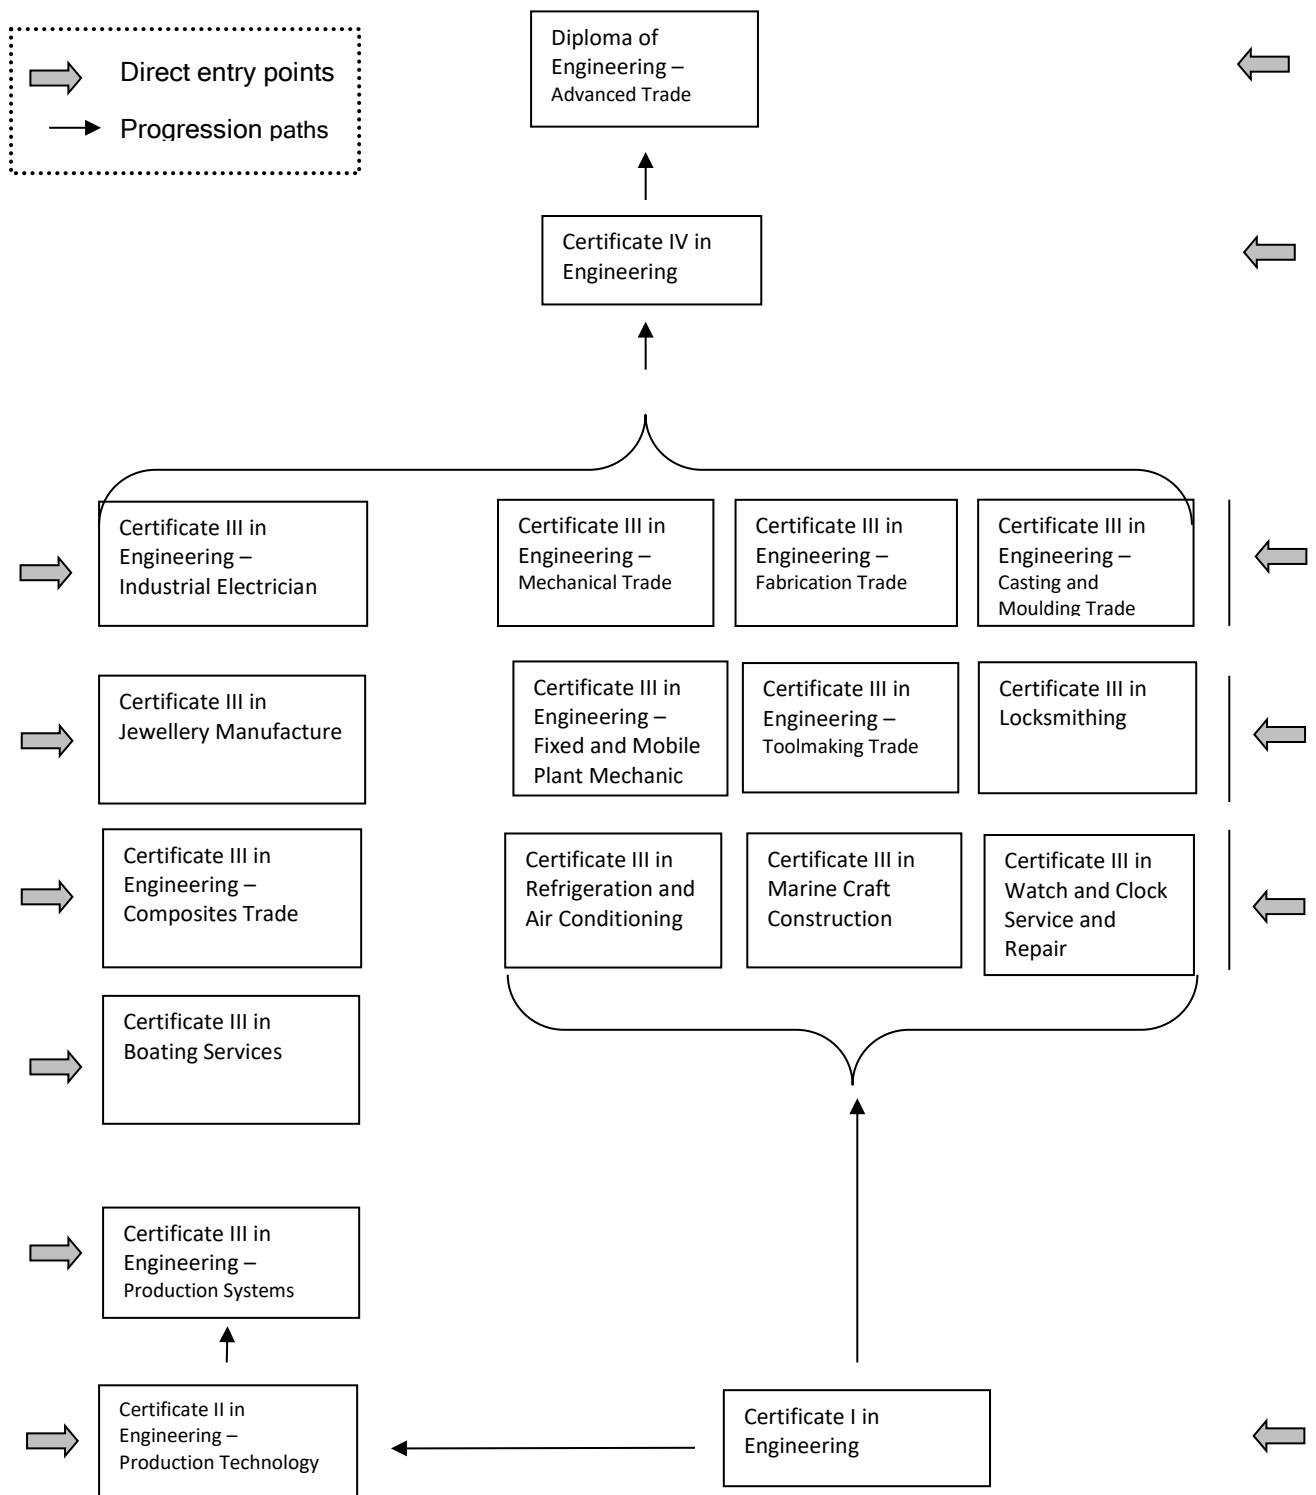 Direct entry points
Progression paths
Diploma of
Engineering –
Advanced Trade
Certificate IV in
Engineering
Certificate III in
Engineering –
Industrial Electrician
Certificate III in
Engineering –
Mechanical Trade
Certificate III in
Engineering –
Fabrication Trade
Certificate III in
Engineering –
Casting and
Moulding Trade
Certificate III in
Jewellery Manufacture
Certificate III in
Engineering –
Fixed and Mobile
Plant Mechanic
Certificate III in
Engineering –
Toolmaking Trade
Certificate III in
Locksmithing
Certificate III in
Engineering –
Composites Trade
Certificate III in
Refrigeration and
Air Conditioning
Certificate III in
Marine Craft
Construction
Certificate III in
Watch and Clock
Service and
Repair
Certificate III in
Boating Services
Certificate III in
Engineering –
Production Systems
Certificate II in
Engineering –
Production Technology
Certificate I in
Engineering